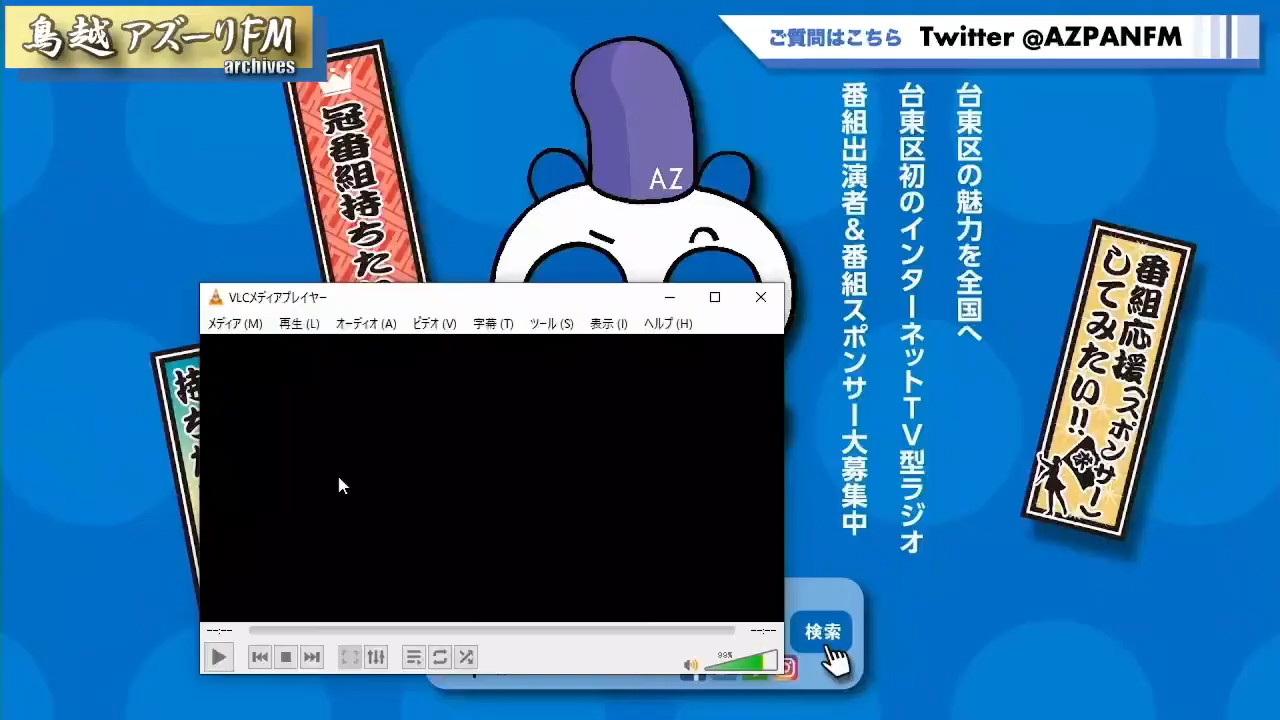 鳥越アズーリFM
archives
ご質問はこちら Twitter @AZPANFM
台東区の魅力を全国へ
台東区初のインターネットTV型ラジオ
番組出演者&番組スポンサー大募集中
冠番組持ちた
AZ
番組応援(スポンサー)
してみたい!!
持ち
VLCメディアプレイヤー
メディア (M) 再生 (L) オーディオ (A) ビデオ (V) 字幕 (T) ツール (S) 表示 (I) ヘルプ (H)
--:-- --:--
99%
検索